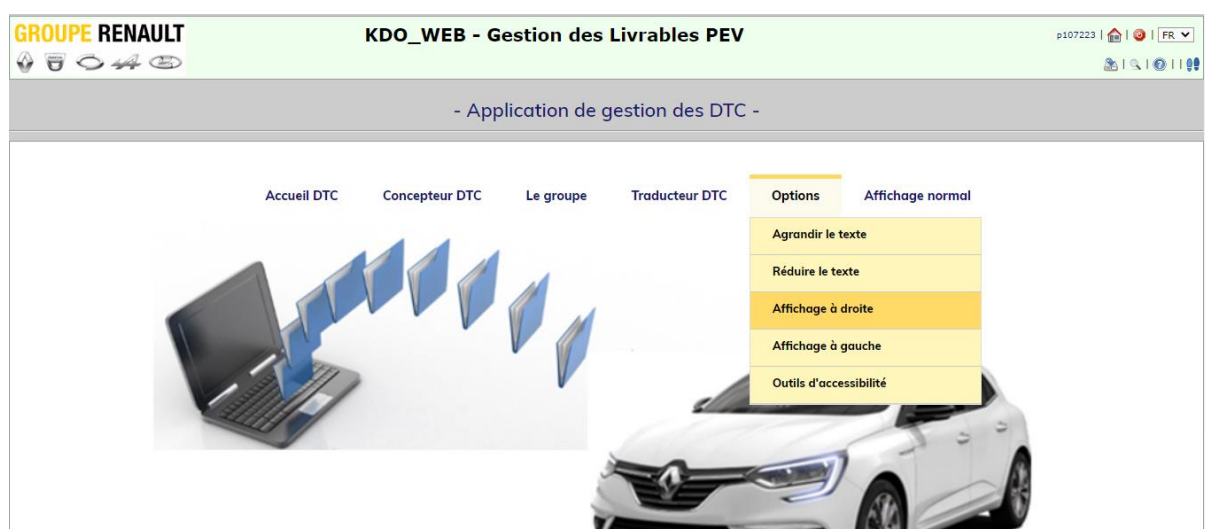 GROUPE RENAULT
KDO_WEB - Gestion des Livrables PEV
p107223 | | | FR
- Application de gestion des DTC -
Accueil DTC Concepteur DTC Le groupe Traducteur DTC Options Affichage normal
Agrandir le texte
Réduire le texte
Affichage à droite
Affichage à gauche
Outils d'accessibilité